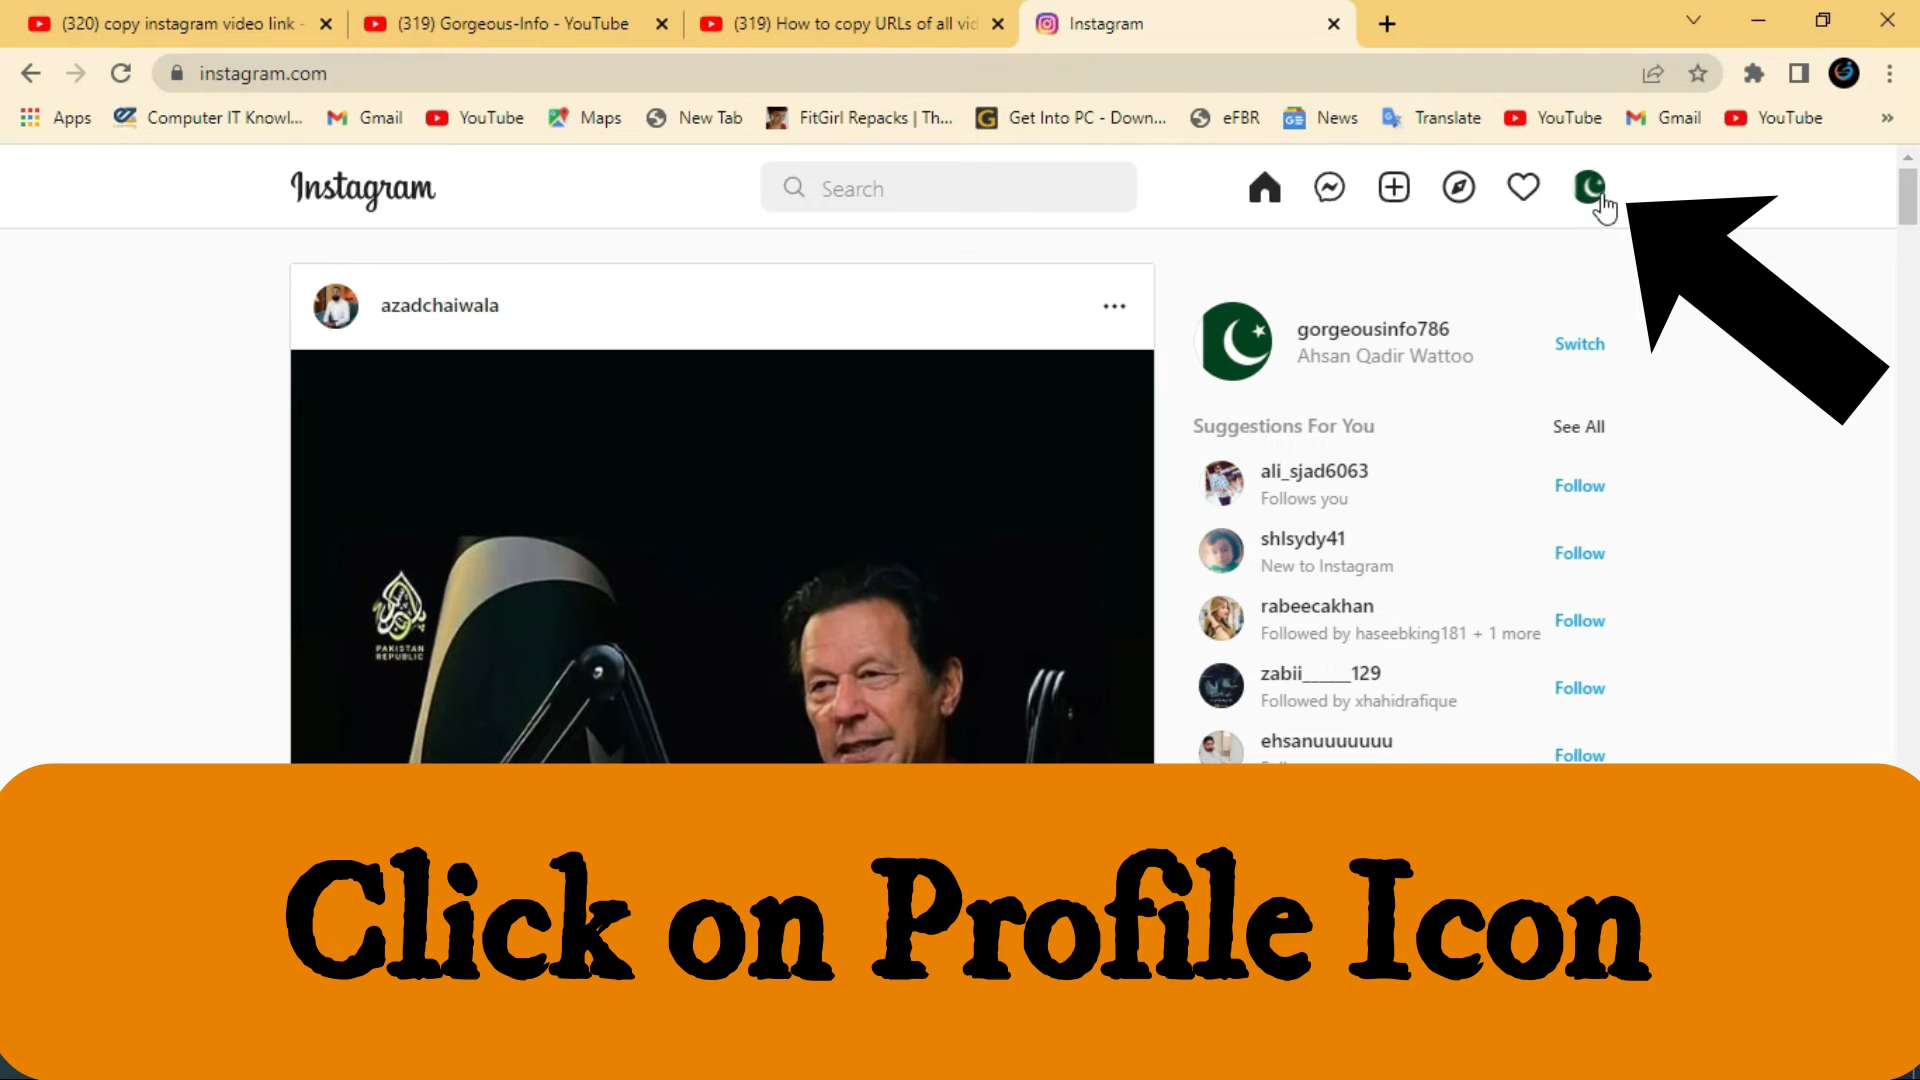 (320) copy instagram video link -
(319) Gorgeous-Info - YouTube
(319) How to copy URLs of all vid
Instagram
instagram.com
Apps
Computer IT Knowl...
Gmail
YouTube
Maps
New Tab
FitGirl Repacks | Th...
Get Into PC - Down...
eFBR
News
Translate
YouTube
Gmail
YouTube
Instagram
Search
azadchaiwala
gorgeousinfo786
Ahsan Qadir Wattoo
Switch
Suggestions For You
See All
ali_sjad6063
Follows you
Follow
shlsydy41
New to Instagram
Follow
rabeecakhan
Followed by haseebking181 + 1 more
Follow
zabii______129
Followed by xhahidrafique
Follow
ehsanuuuuuuu
Follow
PAKISTAN
REPUBLIC
Click on Profile Icon